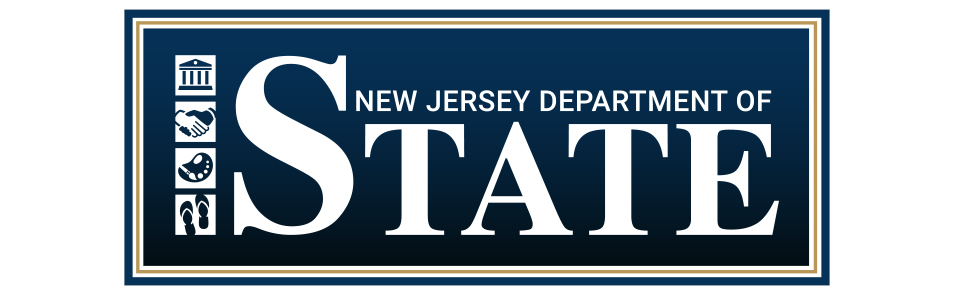 NEW JERSEY DEPARTMENT OF
STATE